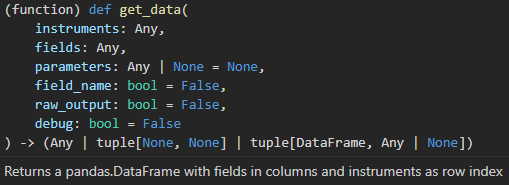 (function) def get_data(
    instruments: Any,
    fields: Any,
    parameters: Any | None = None,
    field_name: bool = False,
    raw_output: bool = False,
    debug: bool = False
) -> (Any | tuple[None, None] | tuple[DataFrame, Any | None])
Returns a pandas.DataFrame with fields in columns and instruments as row index